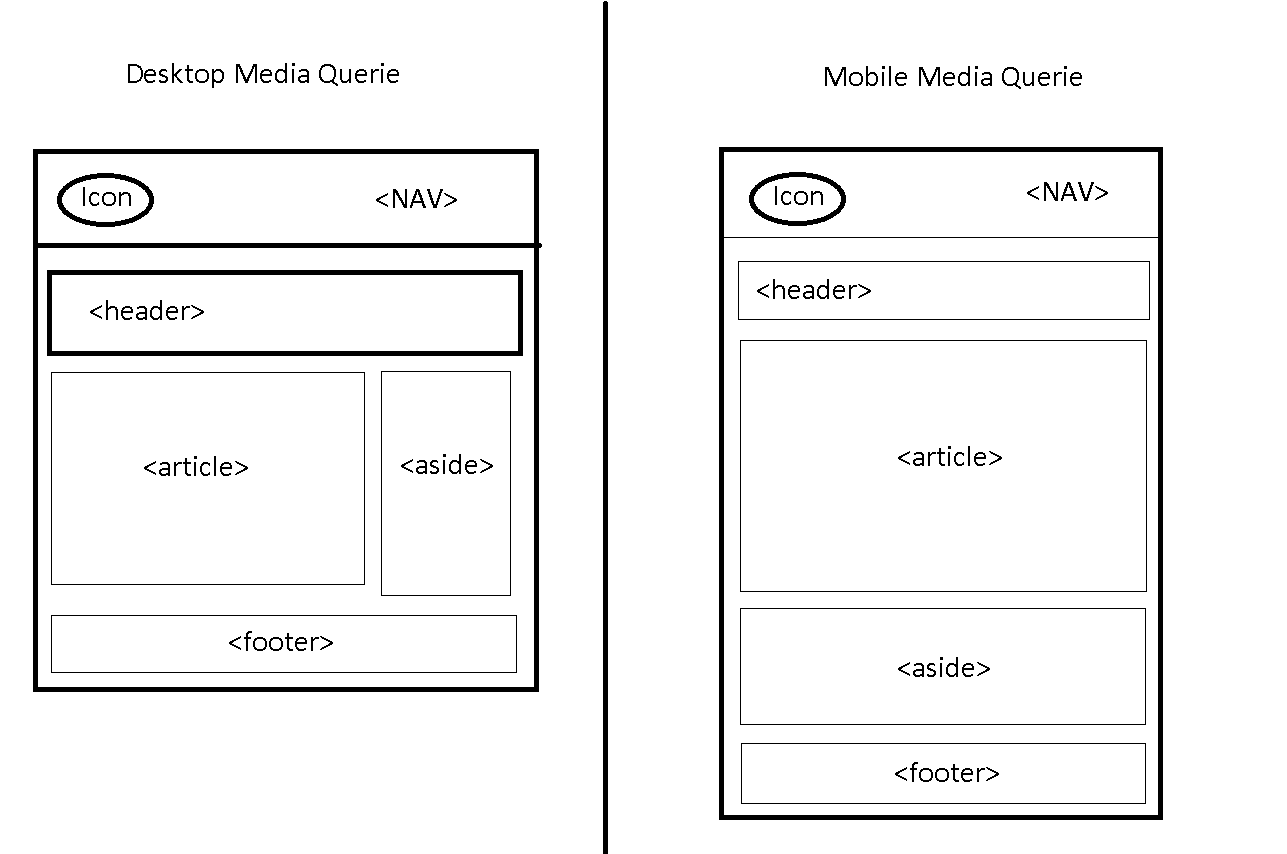 Desktop Media Querie
Icon
<NAV>
<header>
<article>
<aside>
<footer>
Mobile Media Querie
Icon
<NAV>
<header>
<article>
<aside>
<footer>